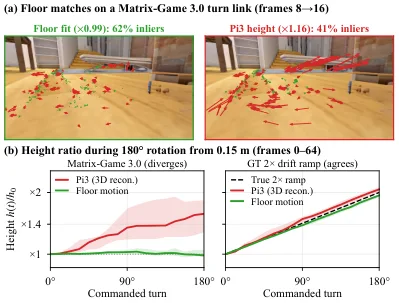 (a) Floor matches on a Matrix-Game 3.0 turn link (frames 8→16)
Floor fit (×0.99): 62% inliers
Pi3 height (×1.16): 41% inliers
(b) Height ratio during 180° rotation from 0.15 m (frames 0–64)
Matrix-Game 3.0 (diverges)
GT 2× drift ramp (agrees)
Height h(t)/h₀
×2
×1.4
×1
Pi3 (3D recon.)
Floor motion
0°
90°
180°
Commanded turn
True 2× ramp
Pi3 (3D recon.)
Floor motion
0°
90°
180°
Commanded turn